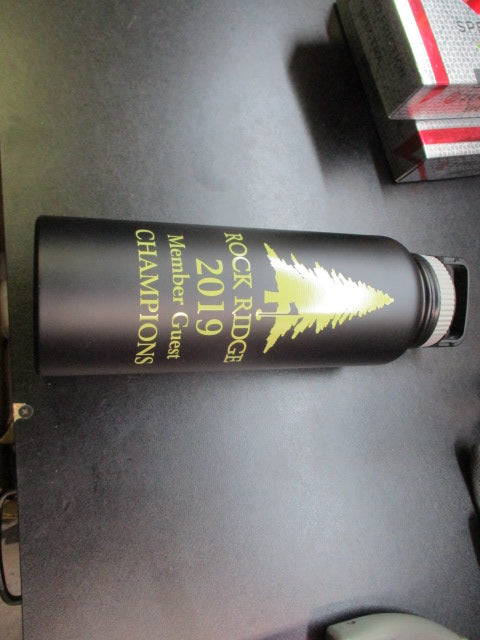 ROCK RIDGE
2019
Member Guest
CHAMPIONS